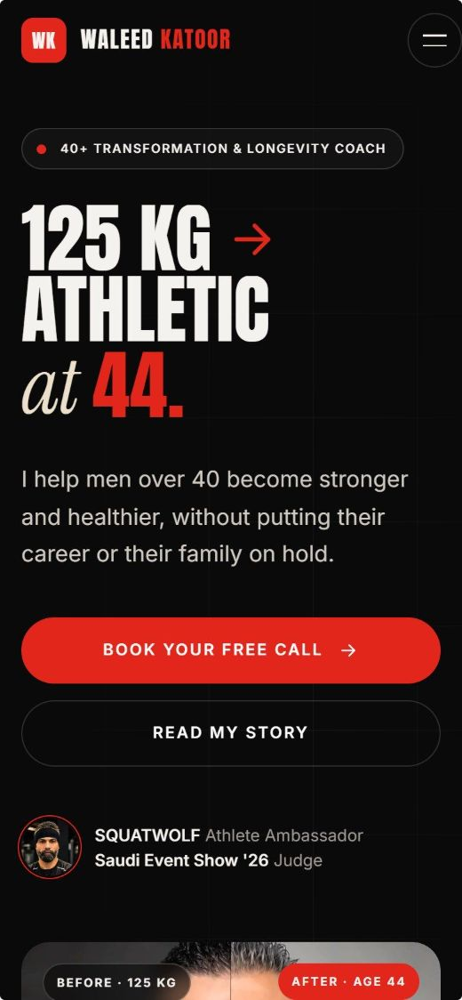 WK WALEED KATOOR
40+ TRANSFORMATION & LONGEVITY COACH
125 KG →
ATHLETIC
at 44.
I help men over 40 become stronger
and healthier, without putting their
career or their family on hold.
BOOK YOUR FREE CALL →
READ MY STORY
SQUATWOLF Athlete Ambassador
Saudi Event Show '26 Judge
BEFORE · 125 KG
AFTER · AGE 44